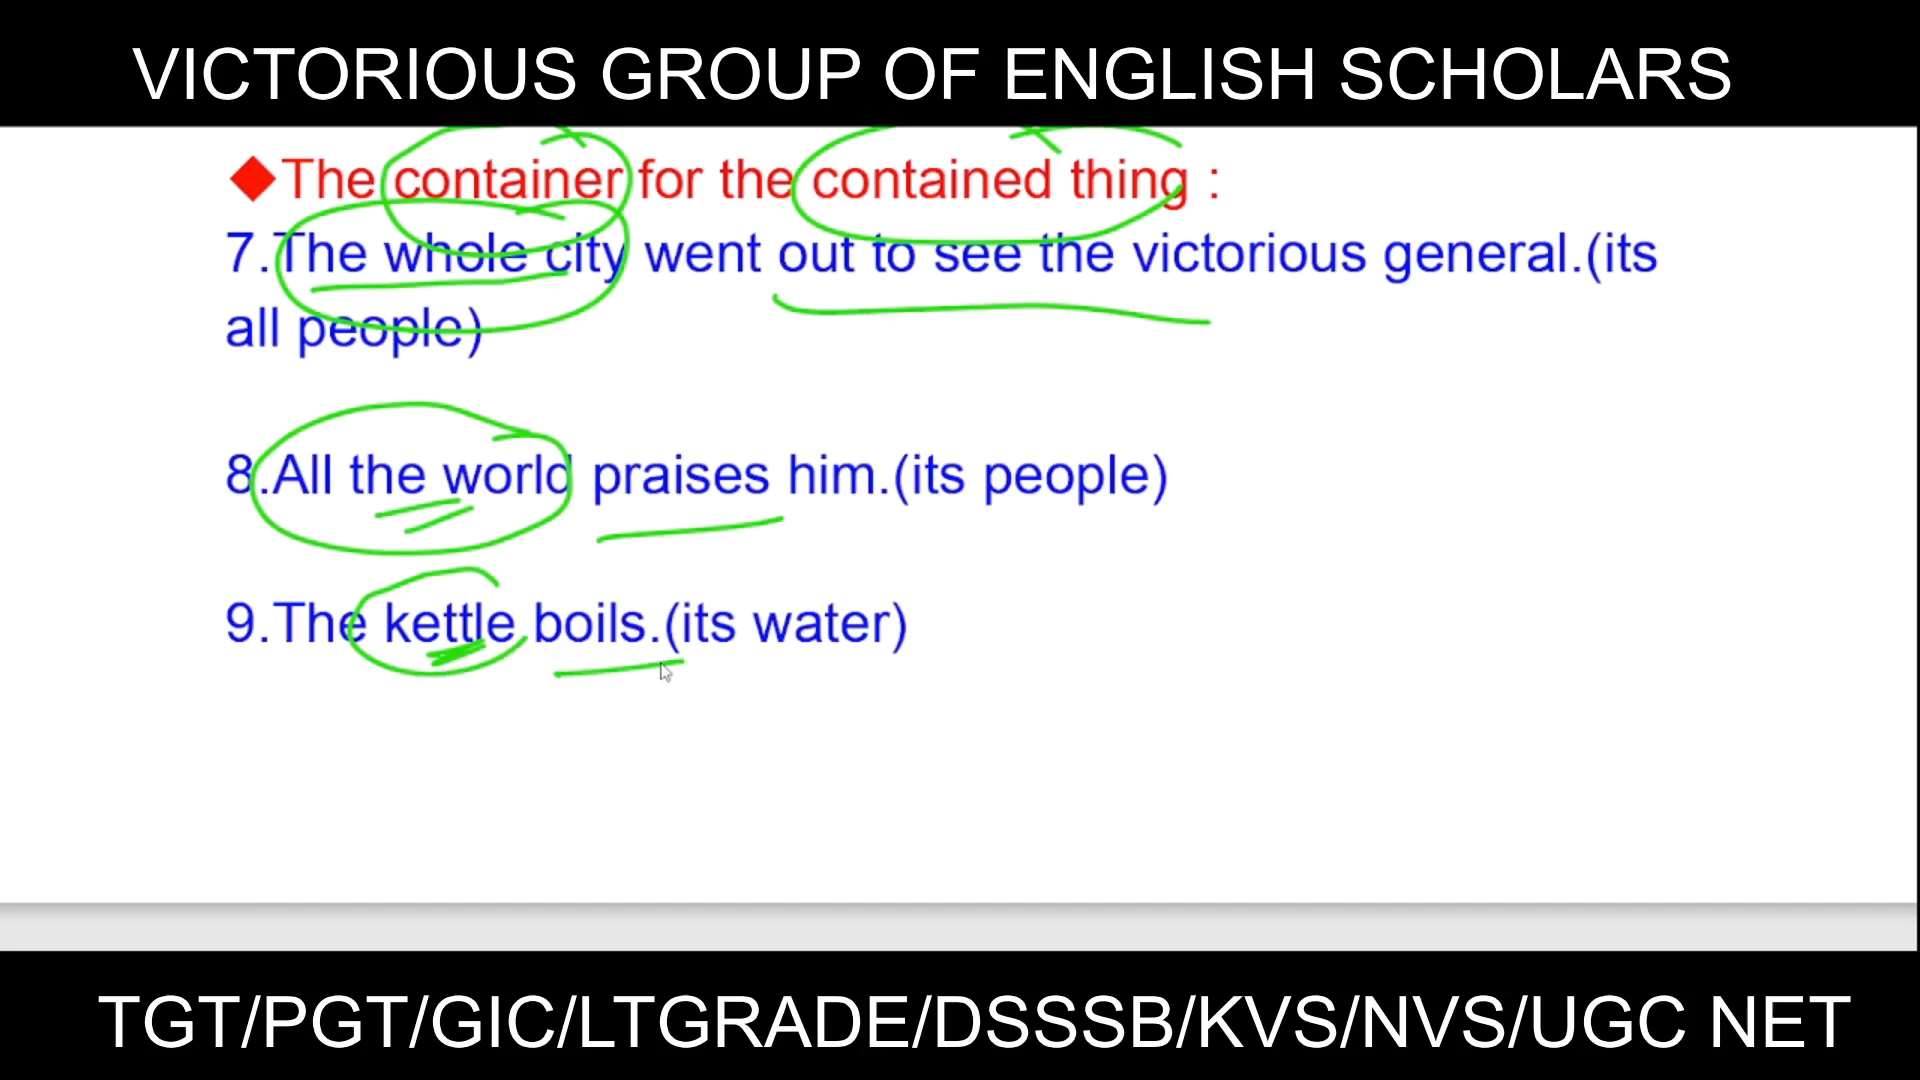 VICTORIOUS GROUP OF ENGLISH SCHOLARS
The container for the contained thing :
7.The whole city went out to see the victorious general.(its
all people)
8.All the world praises him.(its people)
9.The kettle boils.(its water)
TGT/PGT/GIC/LTGRADE/DSSSB/KVS/NVS/UGC NET